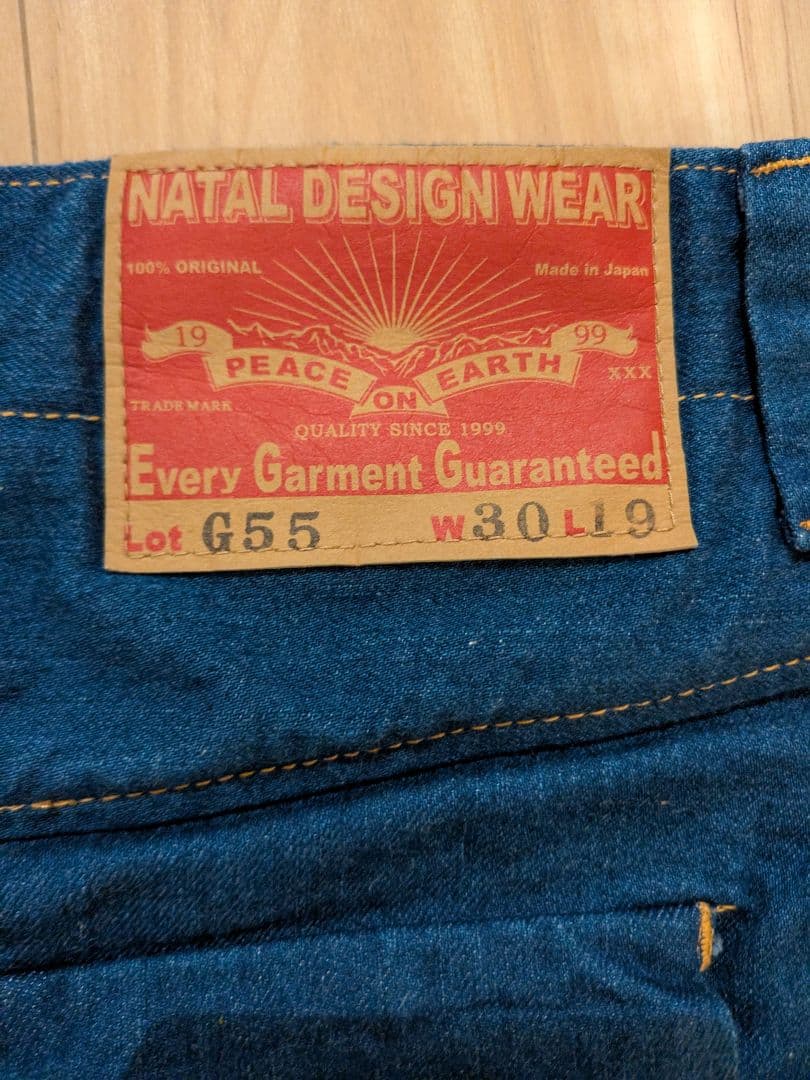 NATAL DESIGN WEAR
100% ORIGINAL Made in Japan
19 99
PEACE ON EARTH
XXX
TRADE MARK
QUALITY SINCE 1999
Every Garment Guaranteed
Lot G55 W30 L19